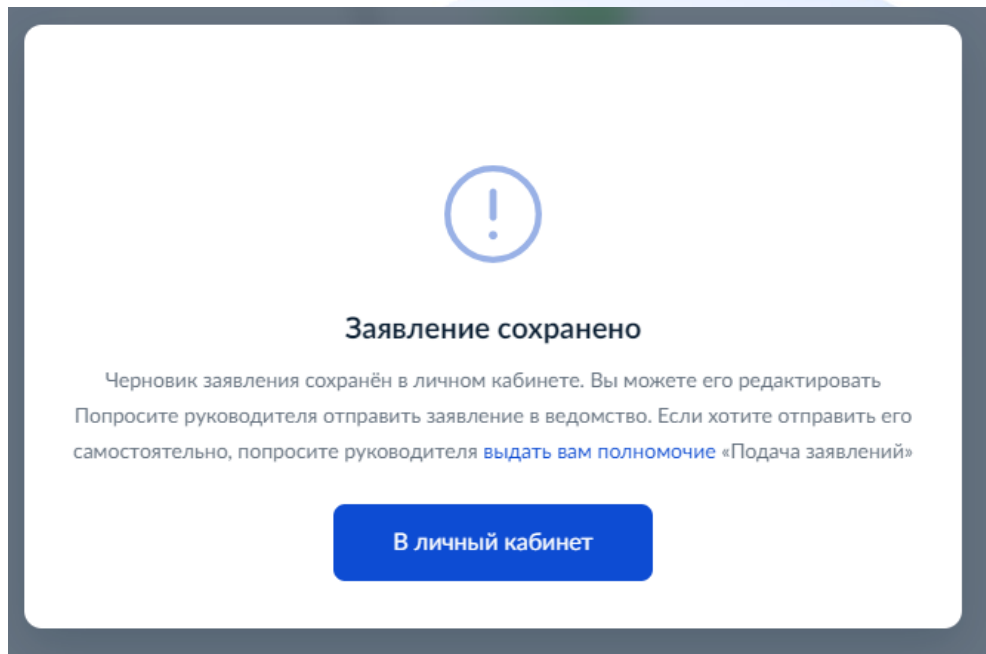 Заявление сохранено
Черновик заявления сохранён в личном кабинете. Вы можете его редактировать
Попросите руководителя отправить заявление в ведомство. Если хотите отправить его
самостоятельно, попросите руководителя выдать вам полномочие «Подача заявлений»
В личный кабинет